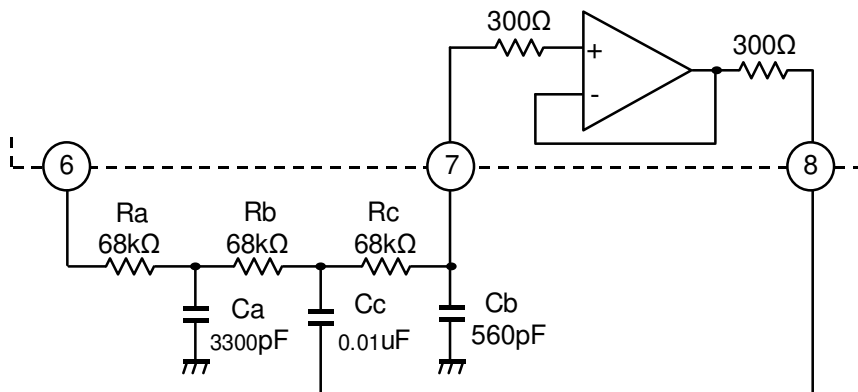 300Ω
300Ω
+
-
6
7
8
Ra
Rb
Rc
68kΩ
68kΩ
68kΩ
Ca
Cc
Cb
3300pF
0.01uF
560pF